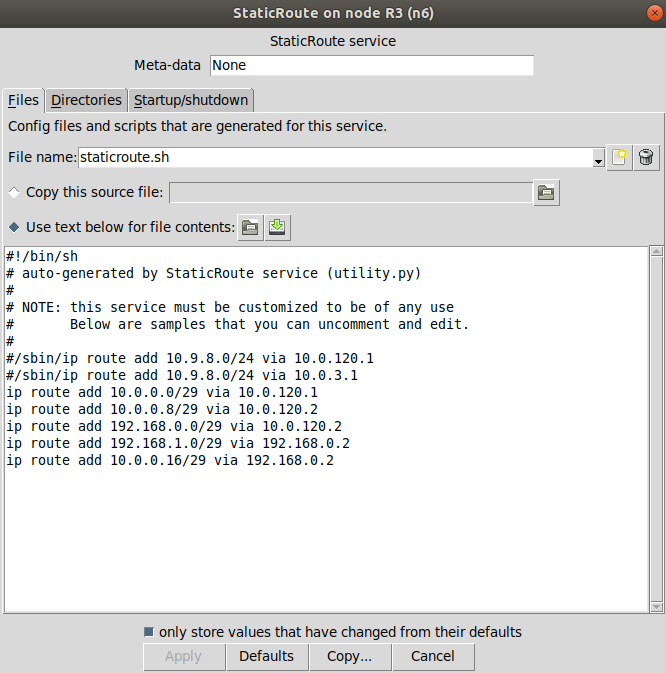 StaticRoute on node R3 (n6)
StaticRoute service
Meta-data None
Files Directories Startup/shutdown
Config files and scripts that are generated for this service.
File name: staticroute.sh
Copy this source file:
Use text below for file contents:
#!/bin/sh
# auto-generated by StaticRoute service (utility.py)
#
# NOTE: this service must be customized to be of any use
#       Below are samples that you can uncomment and edit.
#
#/sbin/ip route add 10.9.8.0/24 via 10.0.120.1
#/sbin/ip route add 10.9.8.0/24 via 10.0.3.1
ip route add 10.0.0.0/29 via 10.0.120.1
ip route add 10.0.0.8/29 via 10.0.120.2
ip route add 192.168.0.0/29 via 10.0.120.2
ip route add 192.168.1.0/29 via 192.168.0.2
ip route add 10.0.0.16/29 via 192.168.0.2
only store values that have changed from their defaults
Apply Defaults Copy... Cancel